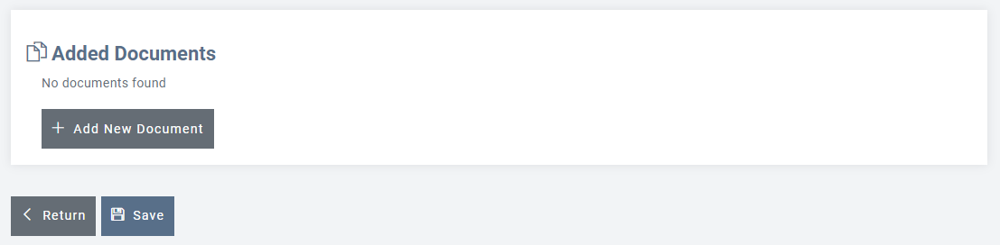 Added Documents
No documents found
Add New Document
Return
Save